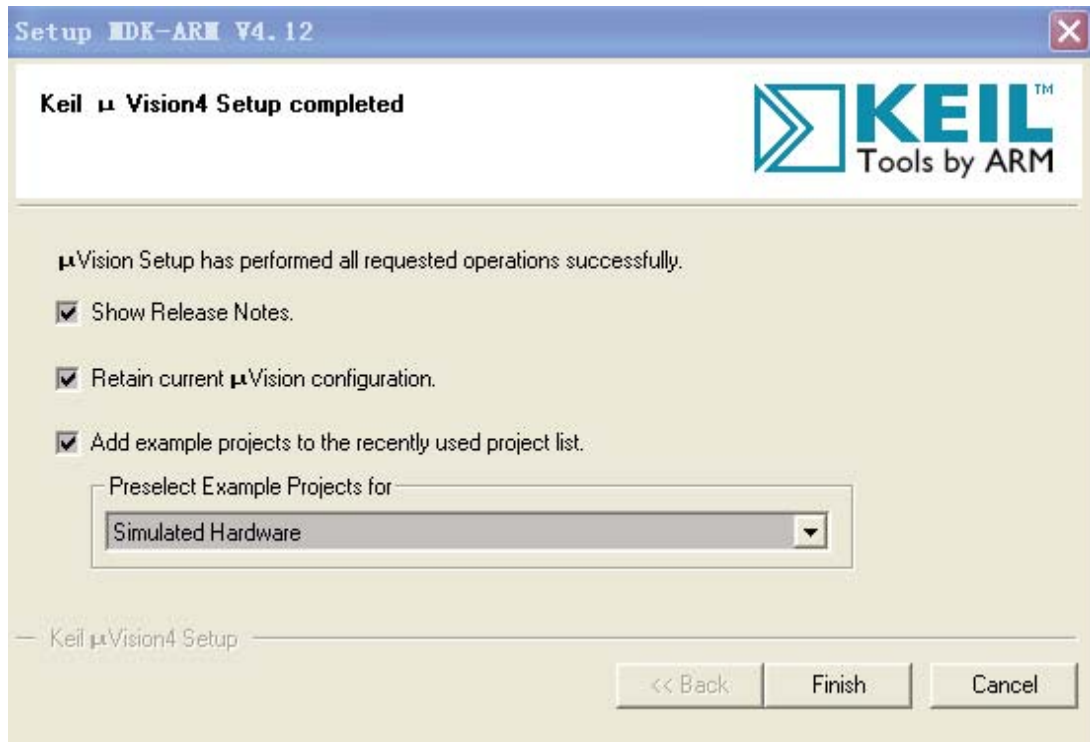 Setup MDK-ARM V4.12
Keil μ Vision4 Setup completed
KEIL™
Tools by ARM
μVision Setup has performed all requested operations successfully.
Show Release Notes.
Retain current μVision configuration.
Add example projects to the recently used project list.
Preselect Example Projects for
Simulated Hardware
Keil μVision4 Setup
<< Back
Finish
Cancel